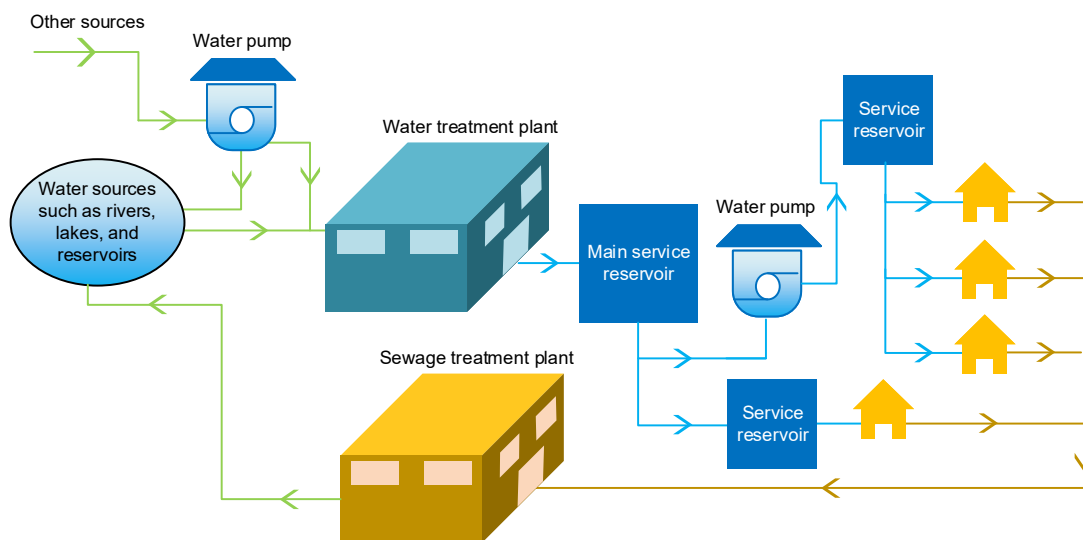 Other sources
Water pump
Water treatment plant
Service
reservoir
Water sources
such as rivers,
lakes, and
reservoirs
Water pump
Main service
reservoir
Sewage treatment plant
Service
reservoir